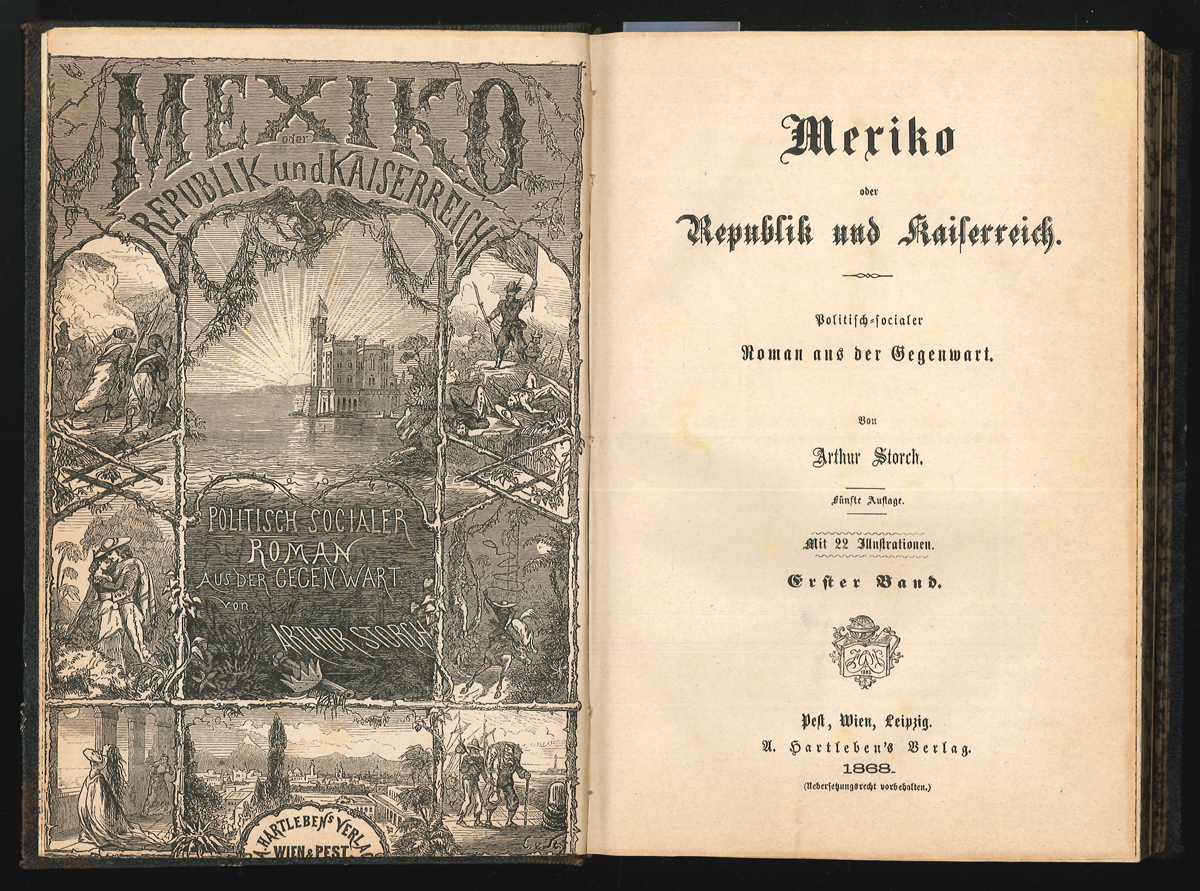 MEXIKO
oder
REPUBLIK und KAISERREICH
POLITISCH SOCIALER
ROMAN
AUS DER GEGENWART.
von
ARTHUR STORCH
A. HARTLEBENS VERLA
WIEN & PEST.
Mexiko
oder
Republik und Kaiſerreich.
Politiſch-ſocialer
Roman aus der Gegenwart.
Von
Arthur Storch.
Fünfte Auflage.
Mit 22 Illuſtrationen.
Erſter Band.
Peſt, Wien, Leipzig.
A. Hartleben's Verlag.
1868.
(Ueberſetzungsrecht vorbehalten.)